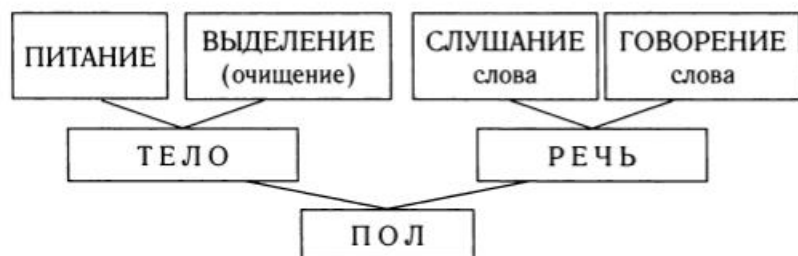 ПИТАНИЕ
ВЫДЕЛЕНИЕ
(очищение)
СЛУШАНИЕ
слова
ГОВОРЕНИЕ
слова
ТЕЛО
РЕЧЬ
ПОЛ